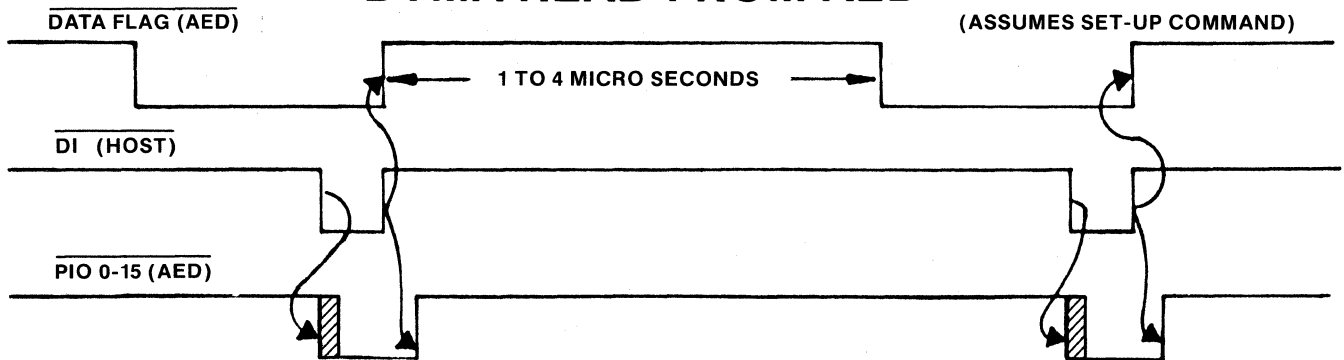 DATA FLAG (AED)
(ASSUMES SET-UP COMMAND)
1 TO 4 MICRO SECONDS
DI (HOST)
PIO 0-15 (AED)